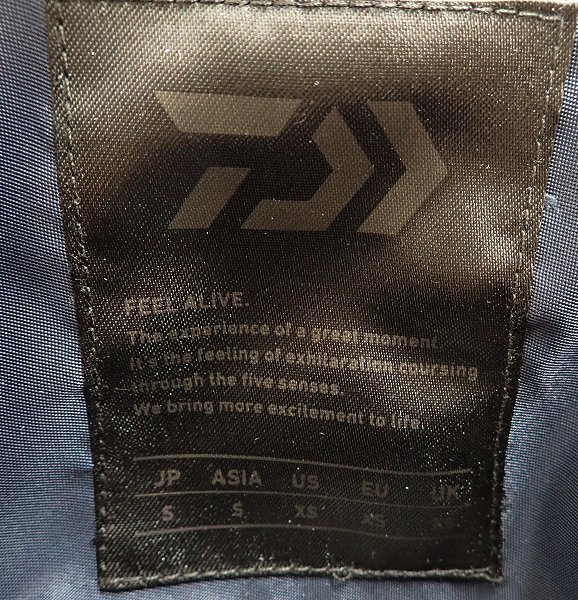 FEEL ALIVE.
The experience of a great moment.
It's the feeling of exhilaration coursing
through the five senses.
We bring more excitement to life.
JP ASIA US EU UK
S S XS XS XS